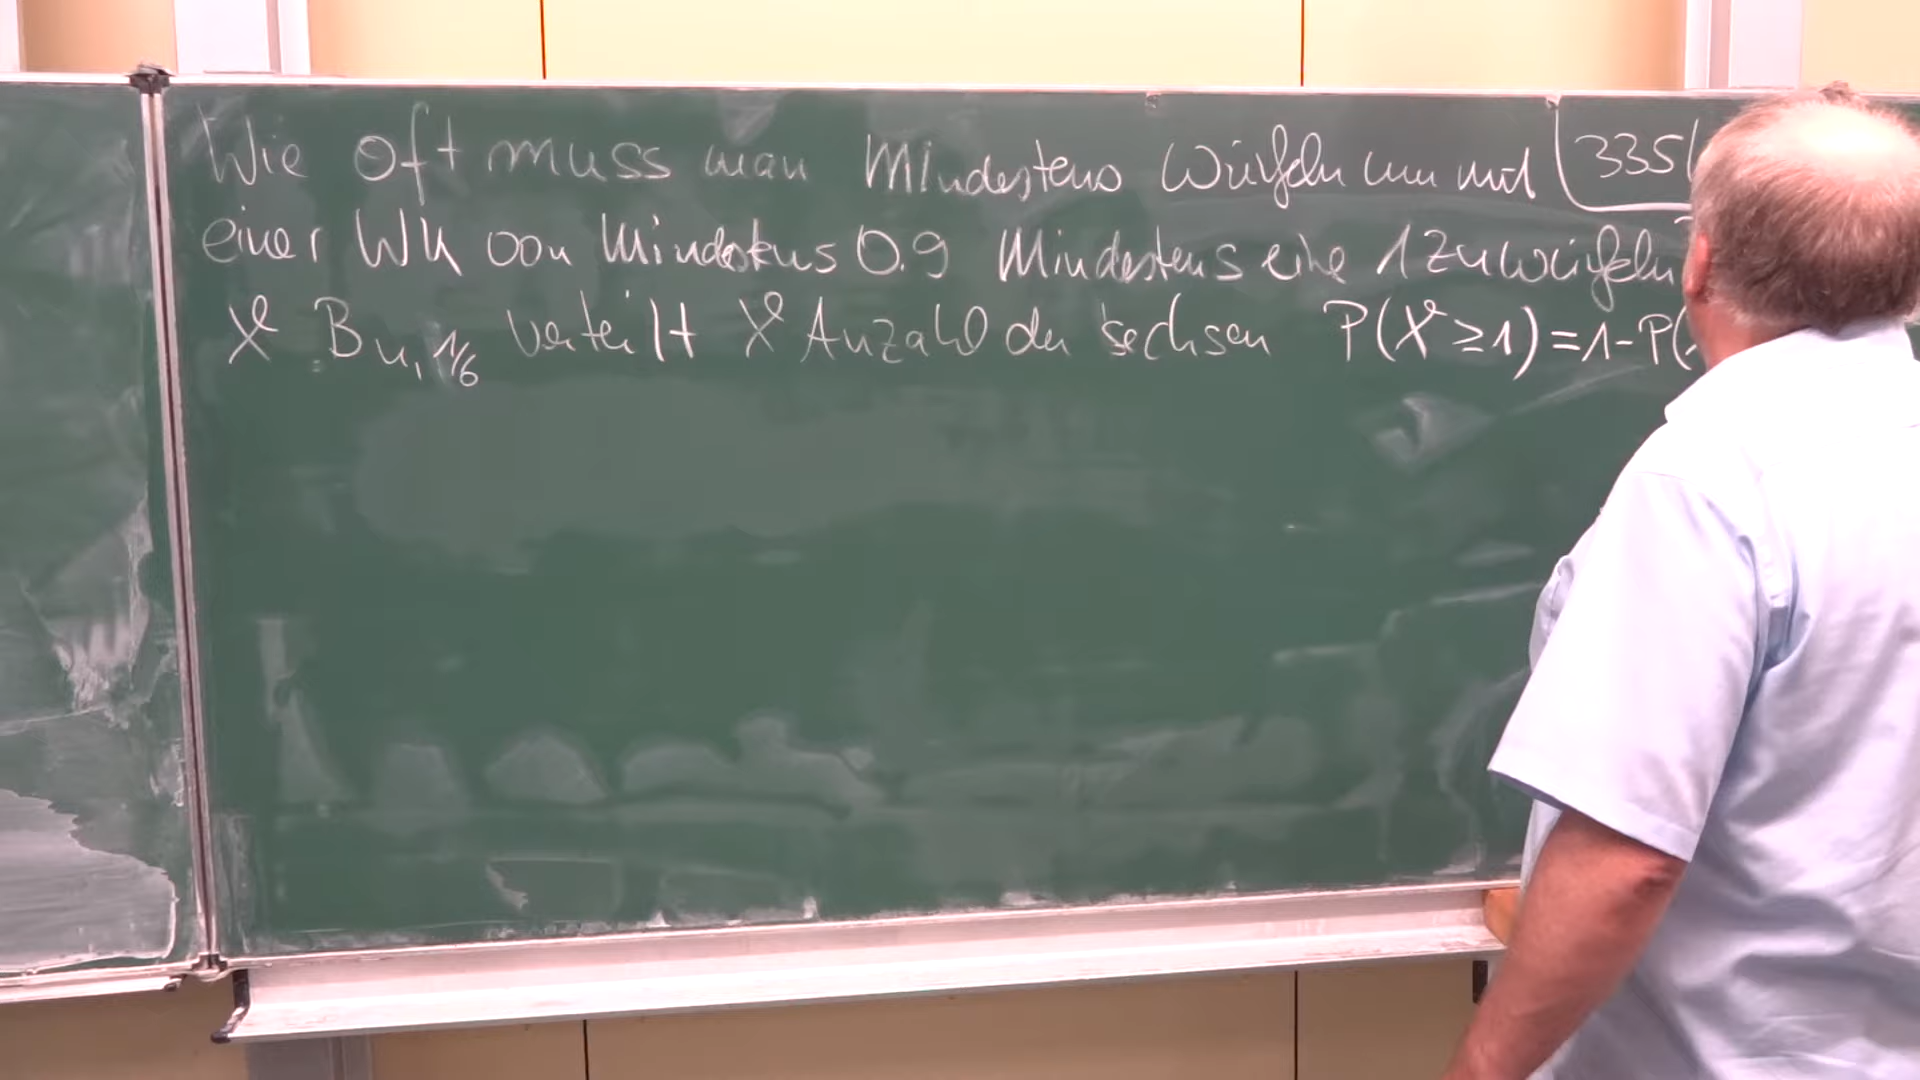 Wie oft muss man Mindestens Würfeln um mit 335
einer Wk von Mindestens 0.9 Mindestens eine 1 zu würfeln
X Bn,1/6 verteilt X Anzahl der sechsen P(X≥1)=1-P(